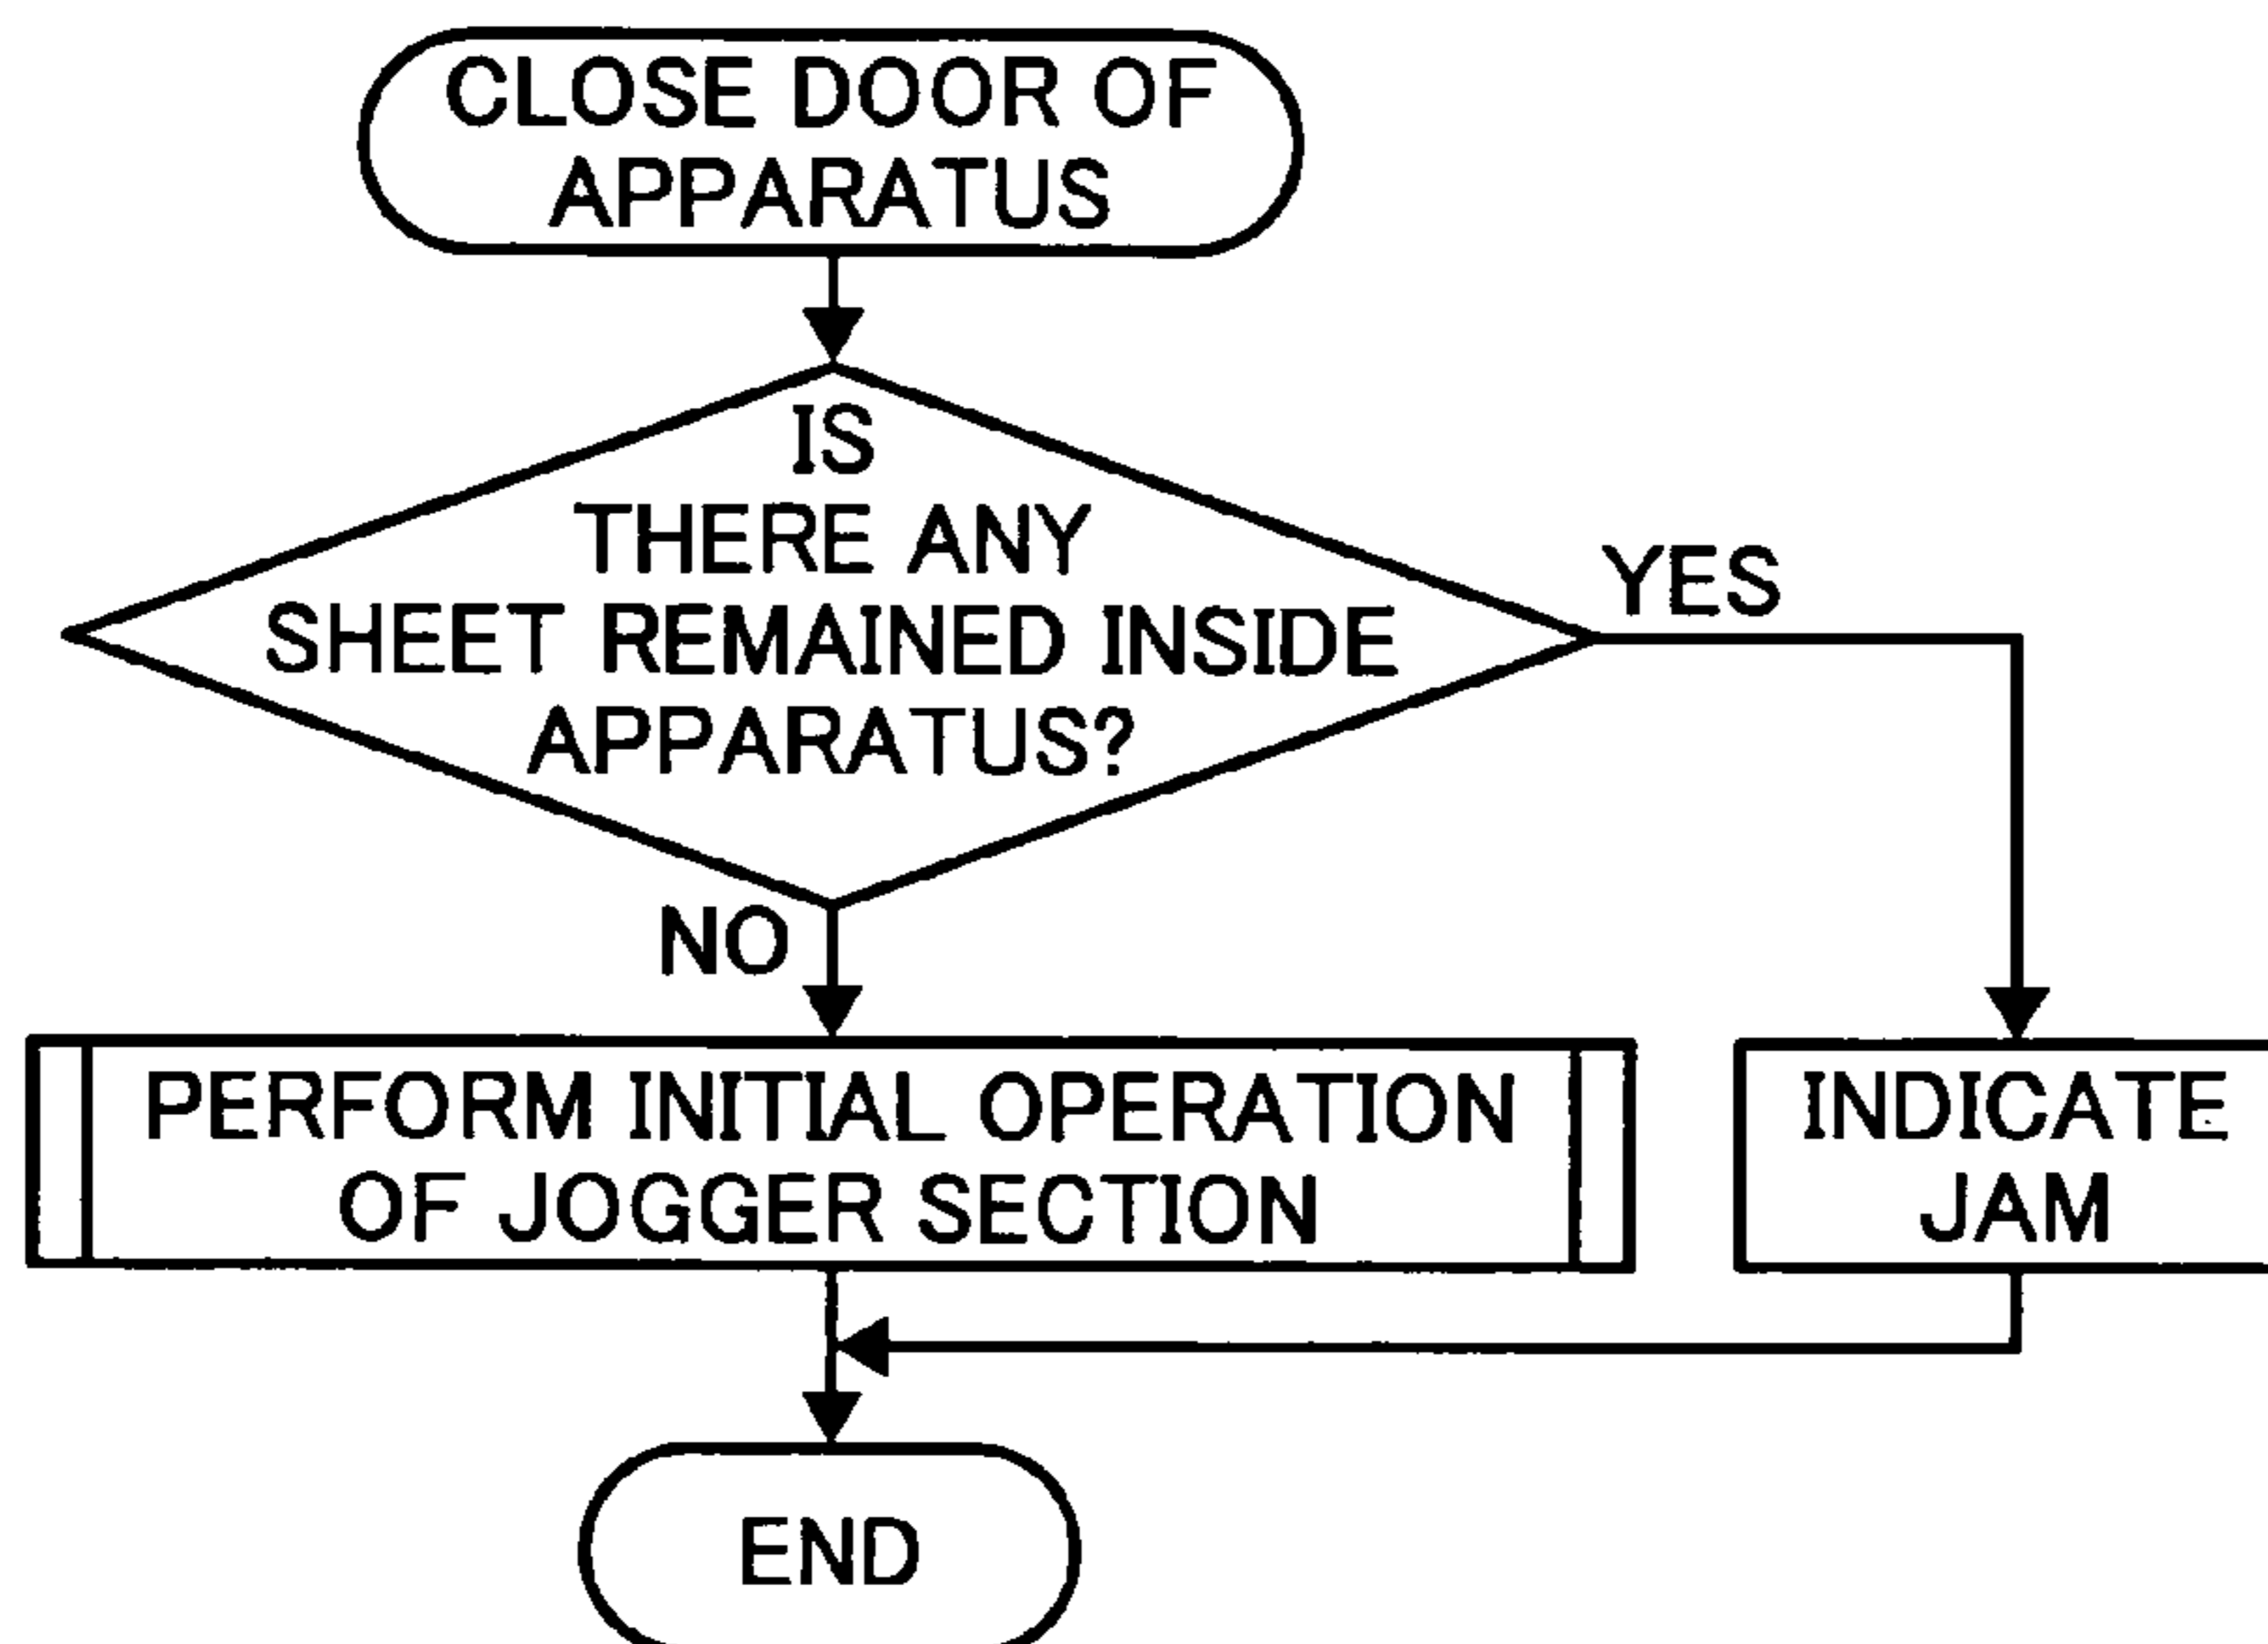 CLOSE DOOR OF
APPARATUS
IS
THERE ANY
SHEET REMAINED INSIDE
APPARATUS?
YES
NO
PERFORM INITIAL OPERATION
OF JOGGER SECTION
INDICATE
JAM
END